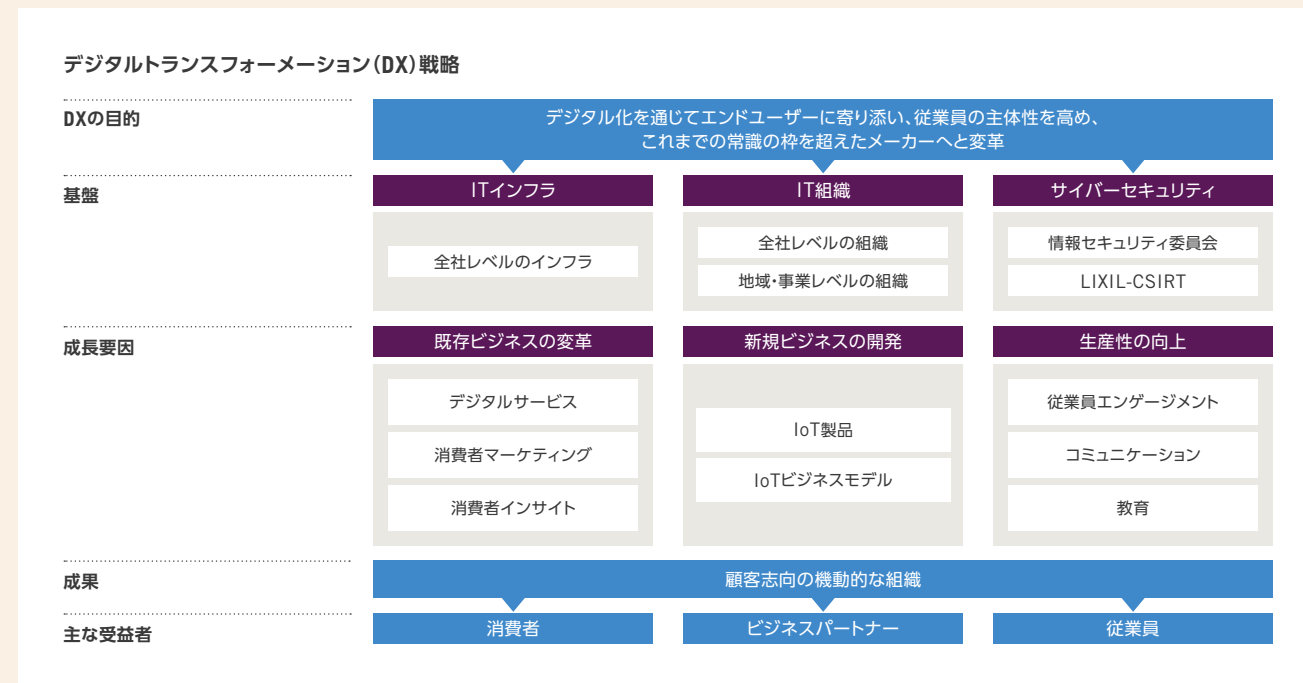 デジタルトランスフォーメーション（DX）戦略
DXの目的
デジタル化を通じてエンドユーザーに寄り添い、従業員の主体性を高め、
これまでの常識の枠を超えたメーカーへと変革
基盤
ITインフラ
全社レベルのインフラ
IT組織
全社レベルの組織
地域・事業レベルの組織
サイバーセキュリティ
情報セキュリティ委員会
LIXIL-CSIRT
成長要因
既存ビジネスの変革
デジタルサービス
消費者マーケティング
消費者インサイト
新規ビジネスの開発
IoT製品
IoTビジネスモデル
生産性の向上
従業員エンゲージメント
コミュニケーション
教育
成果
顧客志向の機動的な組織
主な受益者
消費者
ビジネスパートナー
従業員